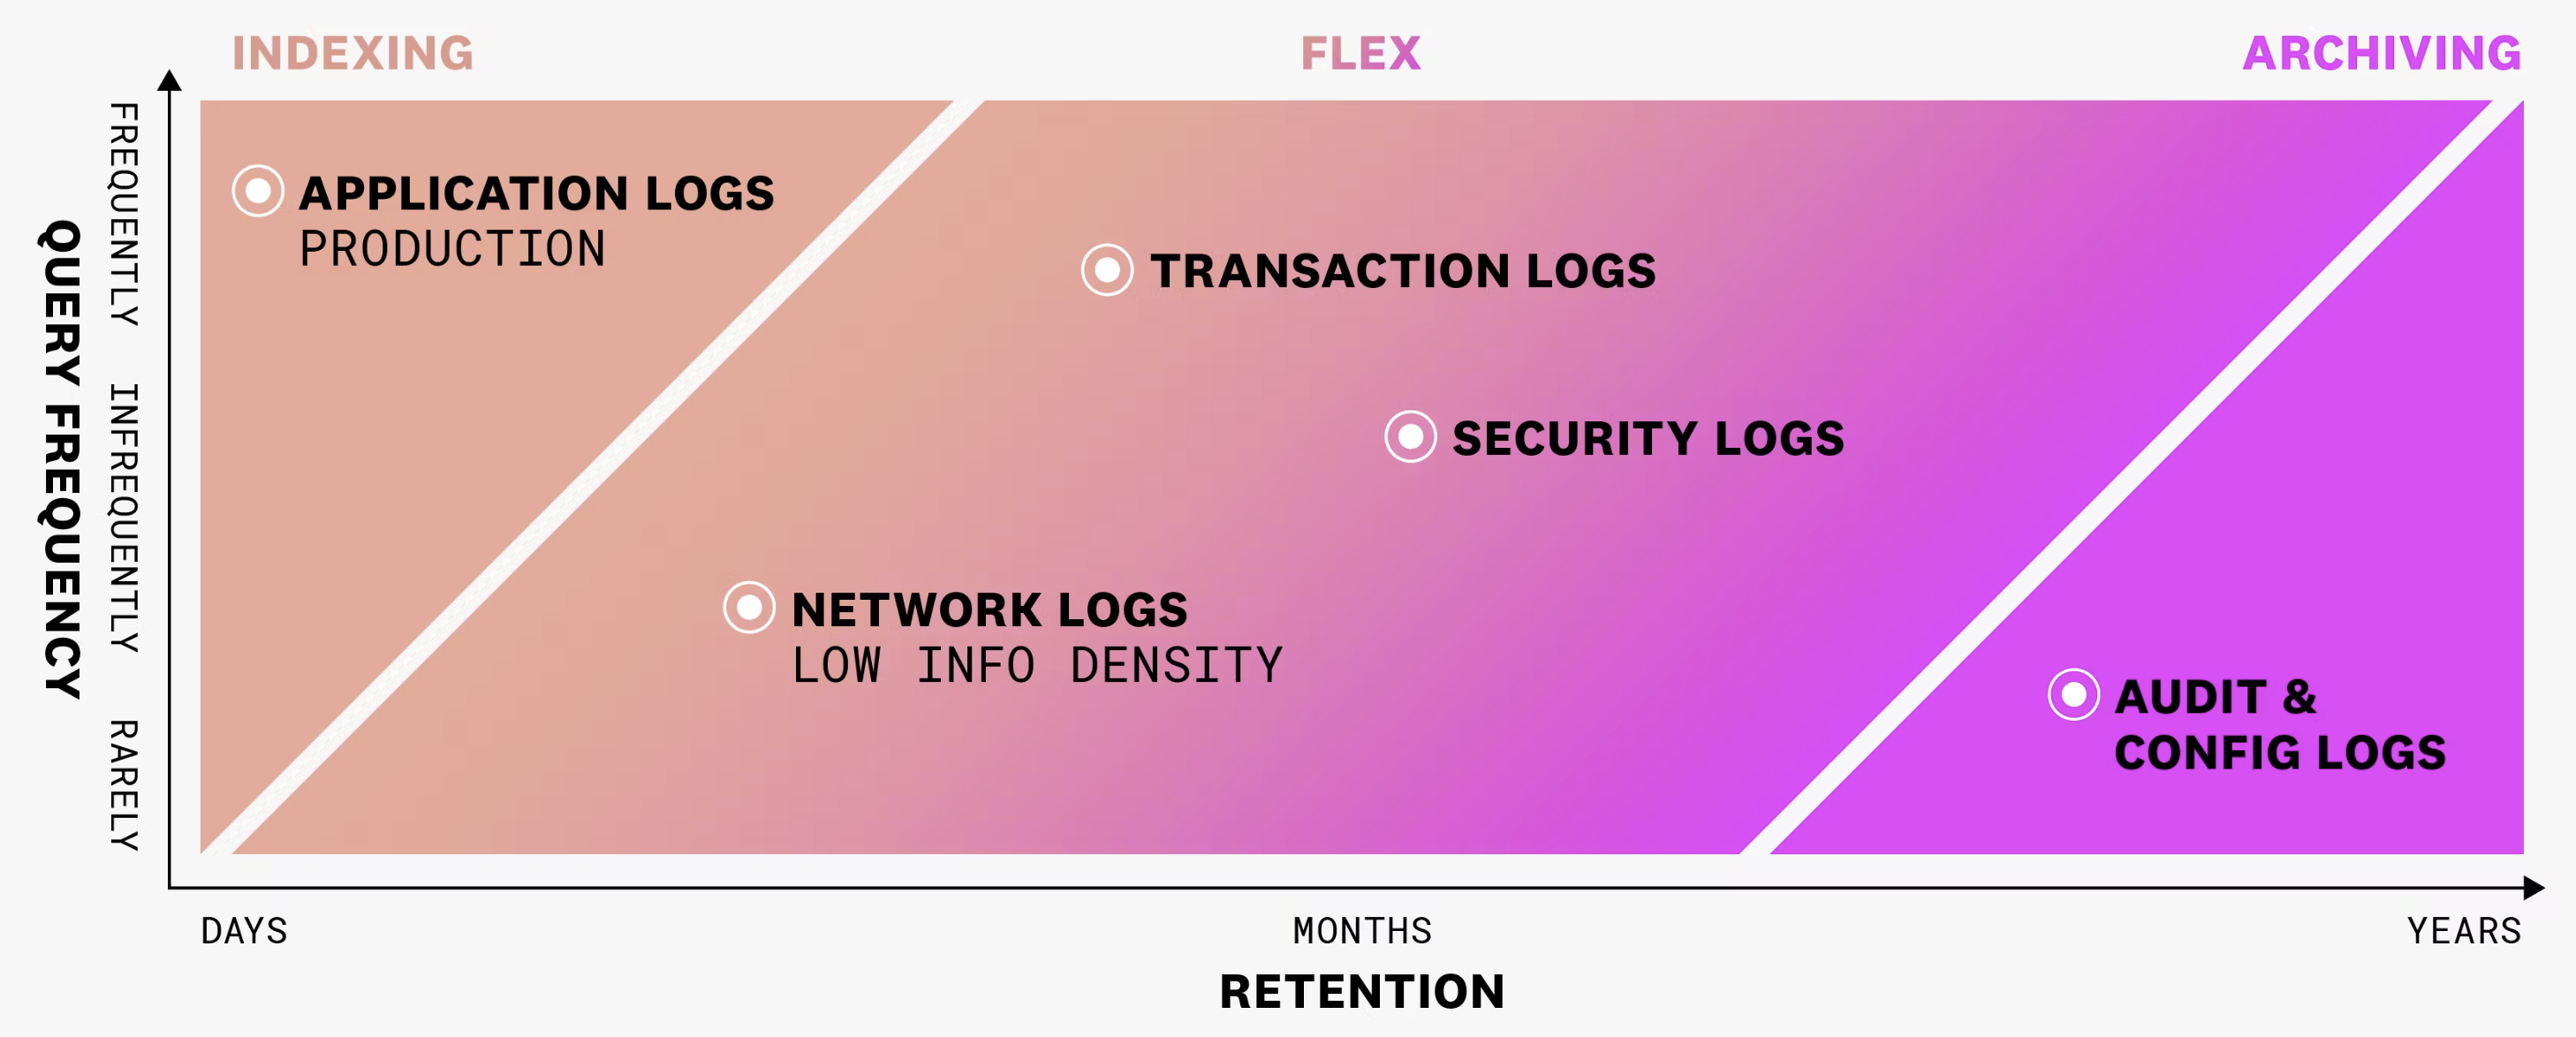 INDEXING
FLEX
ARCHIVING
QUERY FREQUENCY
FREQUENTLY
INFREQUENTLY
RARELY
APPLICATION LOGS
PRODUCTION
TRANSACTION LOGS
SECURITY LOGS
NETWORK LOGS
LOW INFO DENSITY
AUDIT &
CONFIG LOGS
DAYS
MONTHS
YEARS
RETENTION